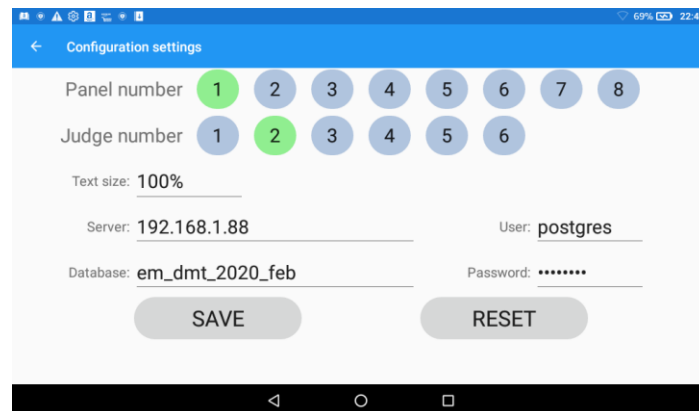 69% 22:4
Configuration settings
Panel number 1 2 3 4 5 6 7 8
Judge number 1 2 3 4 5 6
Text size: 100%
Server: 192.168.1.88 User: postgres
Database: em_dmt_2020_feb Password: ••••••••
SAVE RESET